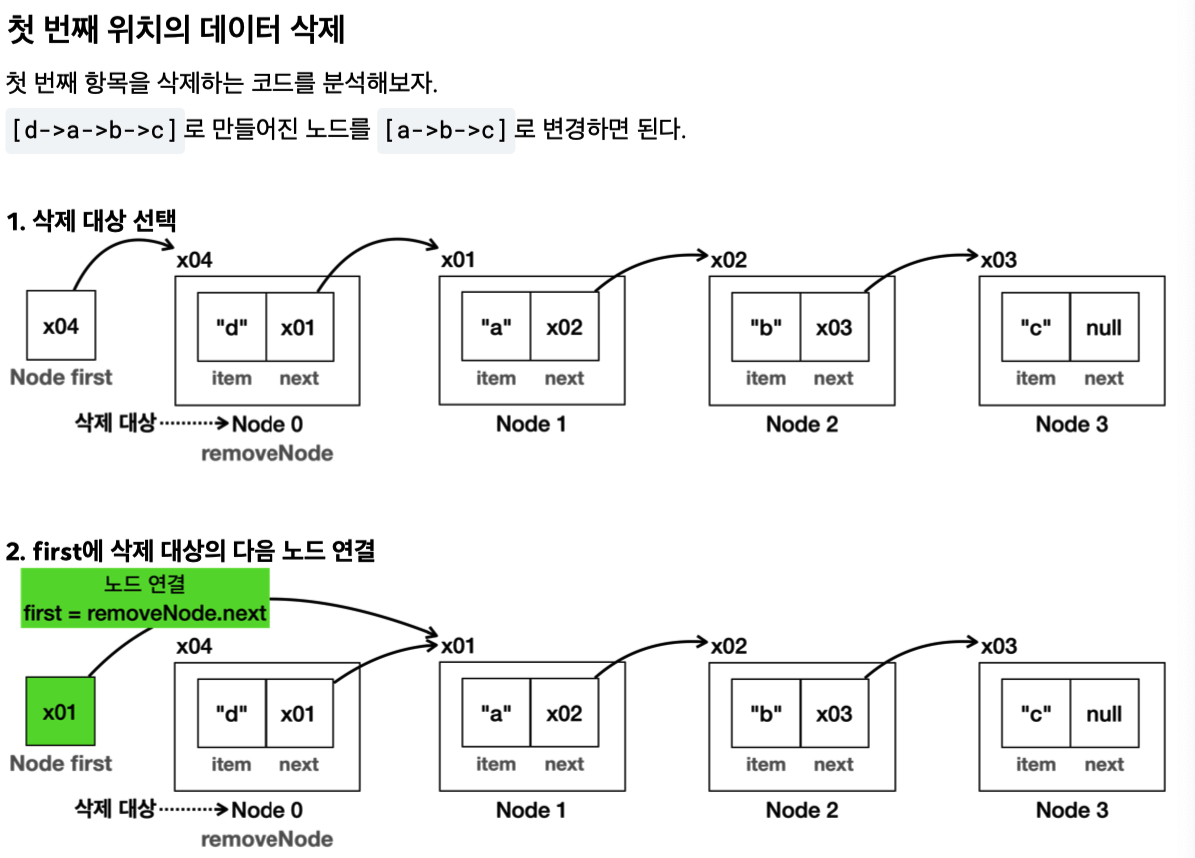 첫 번째 위치의 데이터 삭제
첫 번째 항목을 삭제하는 코드를 분석해보자.
[d->a->b->c]로 만들어진 노드를 [a->b->c]로 변경하면 된다.
1. 삭제 대상 선택
x04 x01 x02 x03
x04 "d" x01 "a" x02 "b" x03 "c" null
Node first item next item next item next item next
삭제 대상 Node 0 Node 1 Node 2 Node 3
removeNode
2. first에 삭제 대상의 다음 노드 연결
노드 연결
first = removeNode.next
x04 x01 x02 x03
x01 "d" x01 "a" x02 "b" x03 "c" null
Node first item next item next item next item next
삭제 대상 Node 0 Node 1 Node 2 Node 3
removeNode